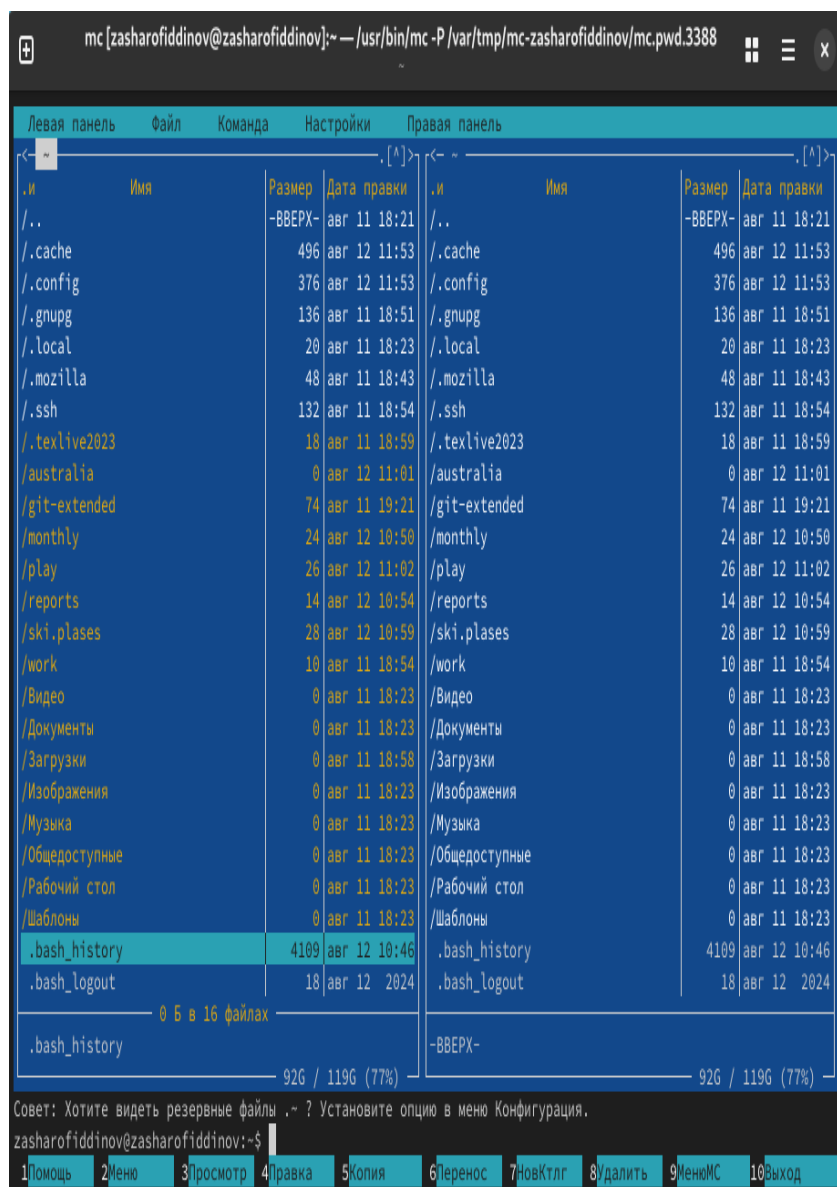 mc [zasharofiddinov@zasharofiddinov]:~ — /usr/bin/mc -P /var/tmp/mc-zasharofiddinov/mc.pwd.3388
~
Левая панель Файл Команда Настройки Правая панель
<- ~ .[^]> <- ~ .[^]>
.и Имя Размер Дата правки .и Имя Размер Дата правки
/.. -ВВЕРХ- авг 11 18:21 /.. -ВВЕРХ- авг 11 18:21
/.cache 496 авг 12 11:53 /.cache 496 авг 12 11:53
/.config 376 авг 12 11:53 /.config 376 авг 12 11:53
/.gnupg 136 авг 11 18:51 /.gnupg 136 авг 11 18:51
/.local 20 авг 11 18:23 /.local 20 авг 11 18:23
/.mozilla 48 авг 11 18:43 /.mozilla 48 авг 11 18:43
/.ssh 132 авг 11 18:54 /.ssh 132 авг 11 18:54
/.texlive2023 18 авг 11 18:59 /.texlive2023 18 авг 11 18:59
/australia 0 авг 12 11:01 /australia 0 авг 12 11:01
/git-extended 74 авг 11 19:21 /git-extended 74 авг 11 19:21
/monthly 24 авг 12 10:50 /monthly 24 авг 12 10:50
/play 26 авг 12 11:02 /play 26 авг 12 11:02
/reports 14 авг 12 10:54 /reports 14 авг 12 10:54
/ski.plases 28 авг 12 10:59 /ski.plases 28 авг 12 10:59
/work 10 авг 11 18:54 /work 10 авг 11 18:54
/Видео 0 авг 11 18:23 /Видео 0 авг 11 18:23
/Документы 0 авг 11 18:23 /Документы 0 авг 11 18:23
/Загрузки 0 авг 11 18:58 /Загрузки 0 авг 11 18:58
/Изображения 0 авг 11 18:23 /Изображения 0 авг 11 18:23
/Музыка 0 авг 11 18:23 /Музыка 0 авг 11 18:23
/Общедоступные 0 авг 11 18:23 /Общедоступные 0 авг 11 18:23
/Рабочий стол 0 авг 11 18:23 /Рабочий стол 0 авг 11 18:23
/Шаблоны 0 авг 11 18:23 /Шаблоны 0 авг 11 18:23
.bash_history 4109 авг 12 10:46 .bash_history 4109 авг 12 10:46
.bash_logout 18 авг 12 2024 .bash_logout 18 авг 12 2024
0 Б в 16 файлах
.bash_history -ВВЕРХ-
92G / 119G (77%) 92G / 119G (77%)
Совет: Хотите видеть резервные файлы .~ ? Установите опцию в меню Конфигурация.
zasharofiddinov@zasharofiddinov:~$
1Помощь 2Меню 3Просмотр 4Правка 5Копия 6Перенос 7НовКтлг 8Удалить 9МенюМС 10Выход